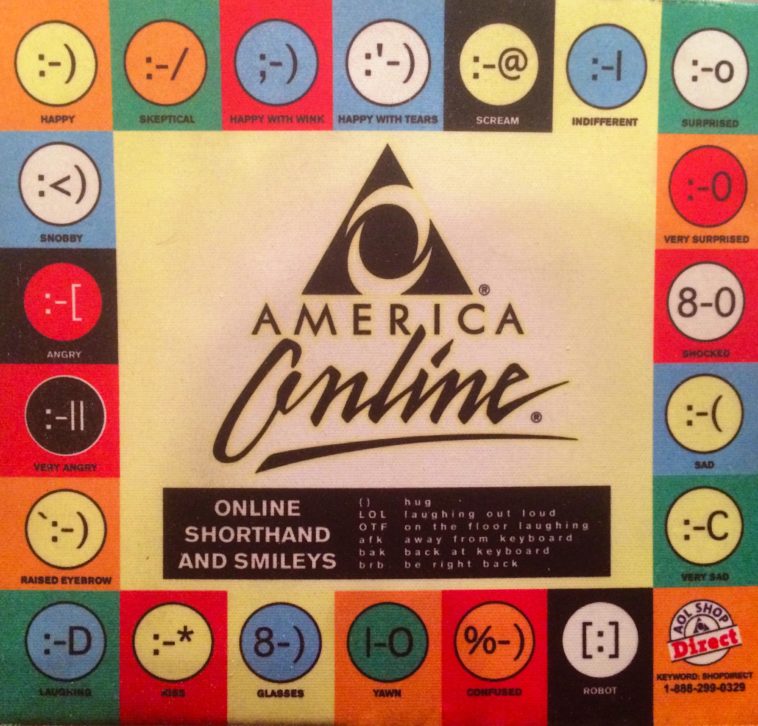 :-)
HAPPY
:-/
SKEPTICAL
;-)
HAPPY WITH WINK
:'-)
HAPPY WITH TEARS
:-@
SCREAM
:-|
INDIFFERENT
:-o
SURPRISED
:<)
SNOBBY
:-0
VERY SURPRISED
:-[
ANGRY
8-0
SHOCKED
:-||
VERY ANGRY
:-(
SAD
`:-)
RAISED EYEBROW
:-C
VERY SAD
AMERICA
Online®
ONLINE
SHORTHAND
AND SMILEYS
{} hug
LOL laughing out loud
OTF on the floor laughing
afk away from keyboard
bak back at keyboard
brb be right back
:-D
LAUGHING
:-*
KISS
8-)
GLASSES
|-O
YAWN
%-)
CONFUSED
[:]
ROBOT
AOL SHOP
Direct
KEYWORD: SHOPDIRECT
1-888-299-0329